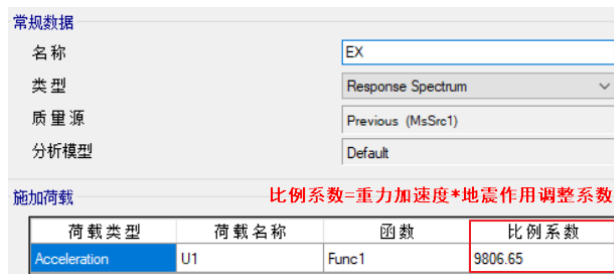 常规数据
名称 EX
类型 Response Spectrum
质量源 Previous (MsSrc1)
分析模型 Default
施加荷载 比例系数=重力加速度*地震作用调整系数
荷载类型 荷载名称 函数 比例系数
Acceleration U1 Func1 9806.65